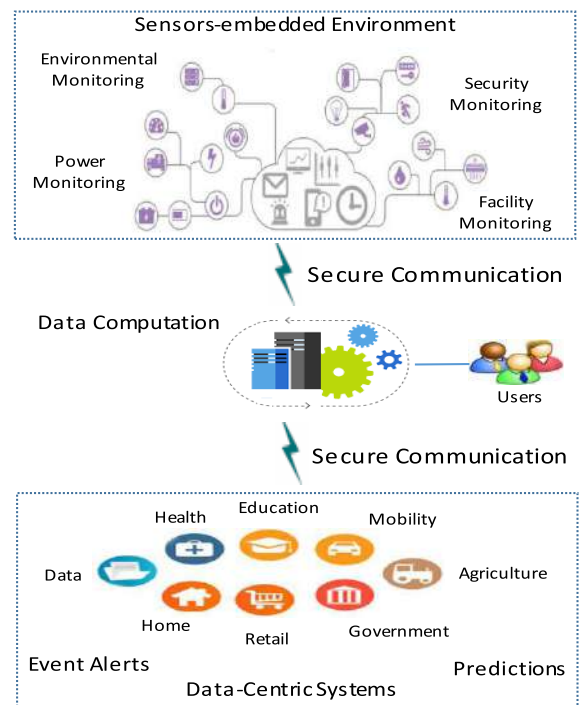 Sensors-embedded Environment
Environmental
Monitoring
Security
Monitoring
Power
Monitoring
Facility
Monitoring
Secure Communication
Data Computation
Users
Secure Communication
Education
Health
Mobility
Data
Agriculture
Home
Retail
Government
Event Alerts
Predictions
Data-Centric Systems